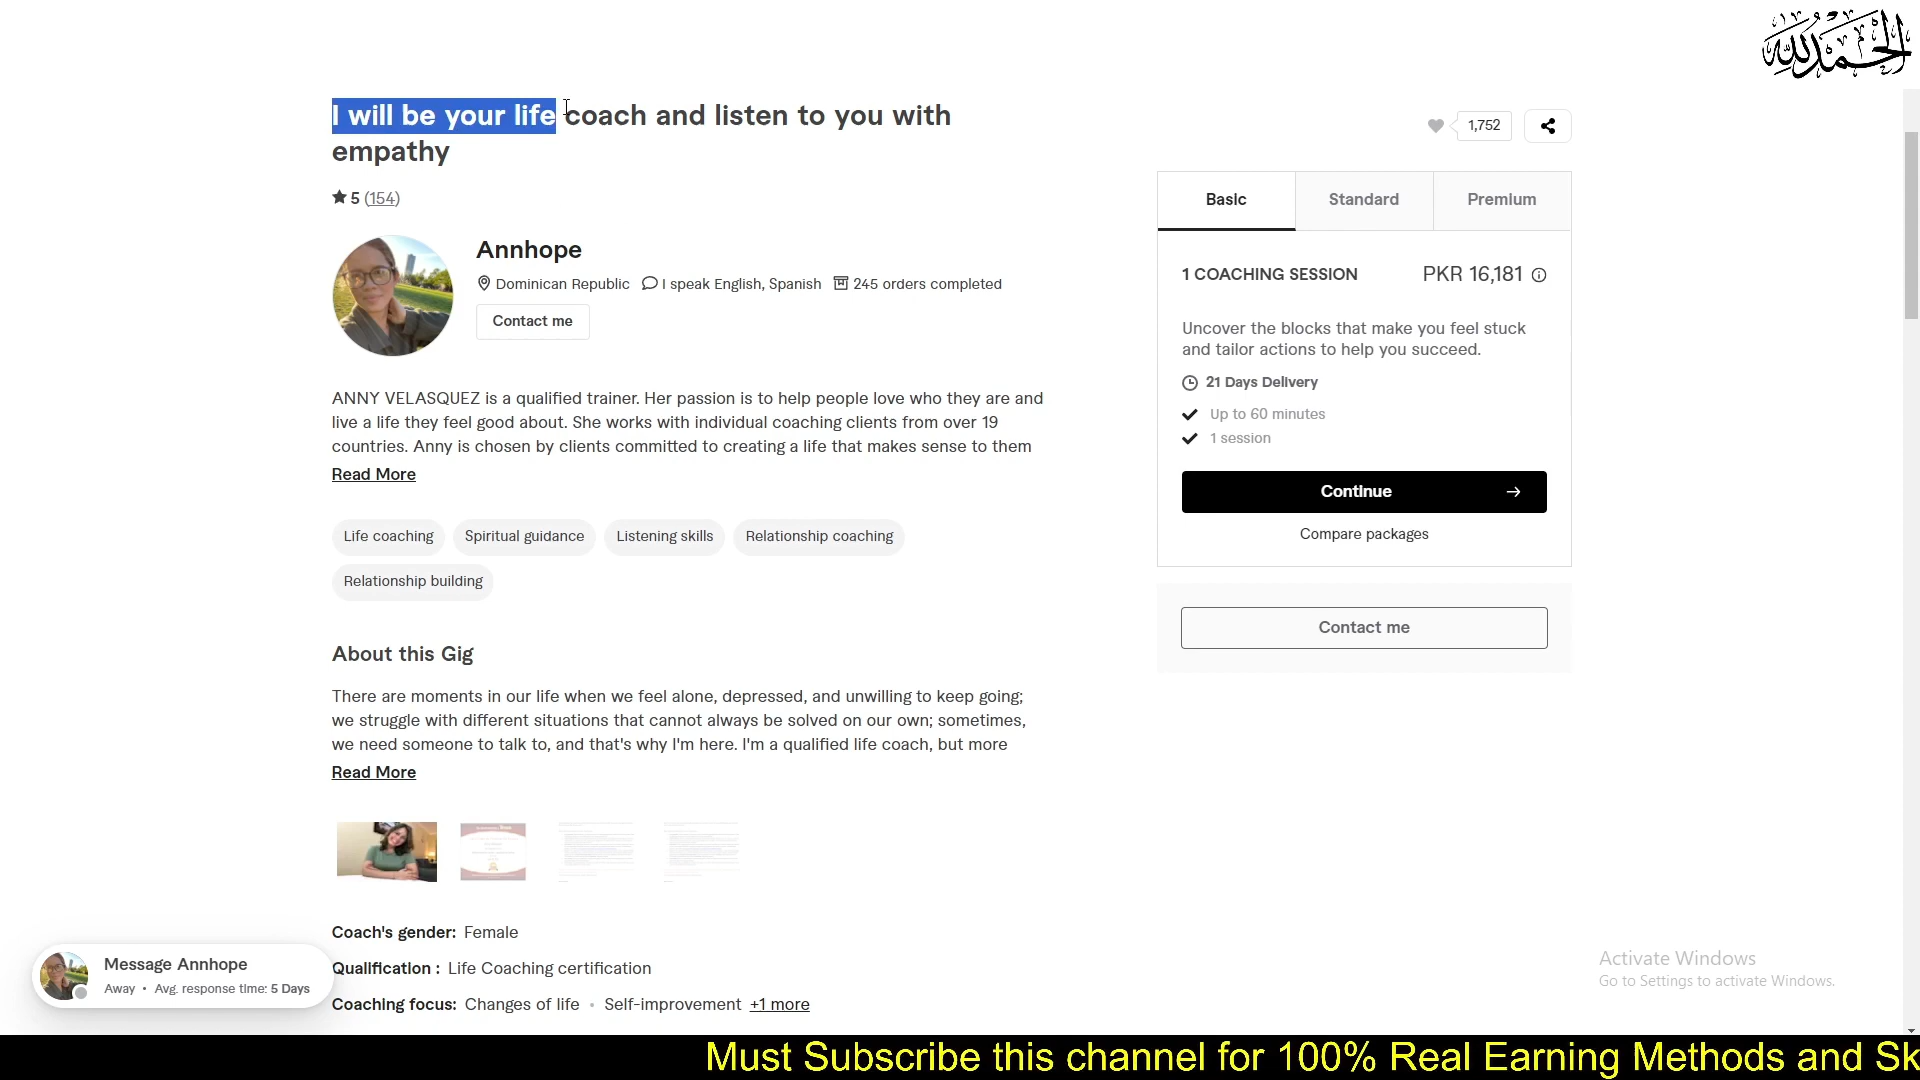 الحمد لله
I will be your life coach and listen to you with
empathy
1,752
5 (154)
Basic
Standard
Premium
Annhope
Dominican Republic
I speak English, Spanish
245 orders completed
Contact me
1 COACHING SESSION
PKR 16,181
Uncover the blocks that make you feel stuck
and tailor actions to help you succeed.
21 Days Delivery
Up to 60 minutes
1 session
Continue
Compare packages
Contact me
ANNY VELASQUEZ is a qualified trainer. Her passion is to help people love who they are and
live a life they feel good about. She works with individual coaching clients from over 19
countries. Anny is chosen by clients committed to creating a life that makes sense to them
Read More
Life coaching
Spiritual guidance
Listening skills
Relationship coaching
Relationship building
About this Gig
There are moments in our life when we feel alone, depressed, and unwilling to keep going;
we struggle with different situations that cannot always be solved on our own; sometimes,
we need someone to talk to, and that's why I'm here. I'm a qualified life coach, but more
Read More
Coach's gender: Female
Qualification : Life Coaching certification
Coaching focus: Changes of life • Self-improvement +1 more
Message Annhope
Away • Avg. response time: 5 Days
Activate Windows
Go to Settings to activate Windows.
Must Subscribe this channel for 100% Real Earning Methods and Sk